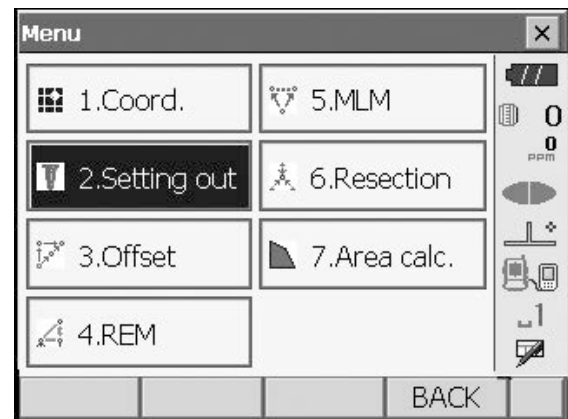 Menu
1.Coord.
5.MLM
2.Setting out
6.Resection
3.Offset
7.Area calc.
4.REM
0
0
PPM
1
BACK